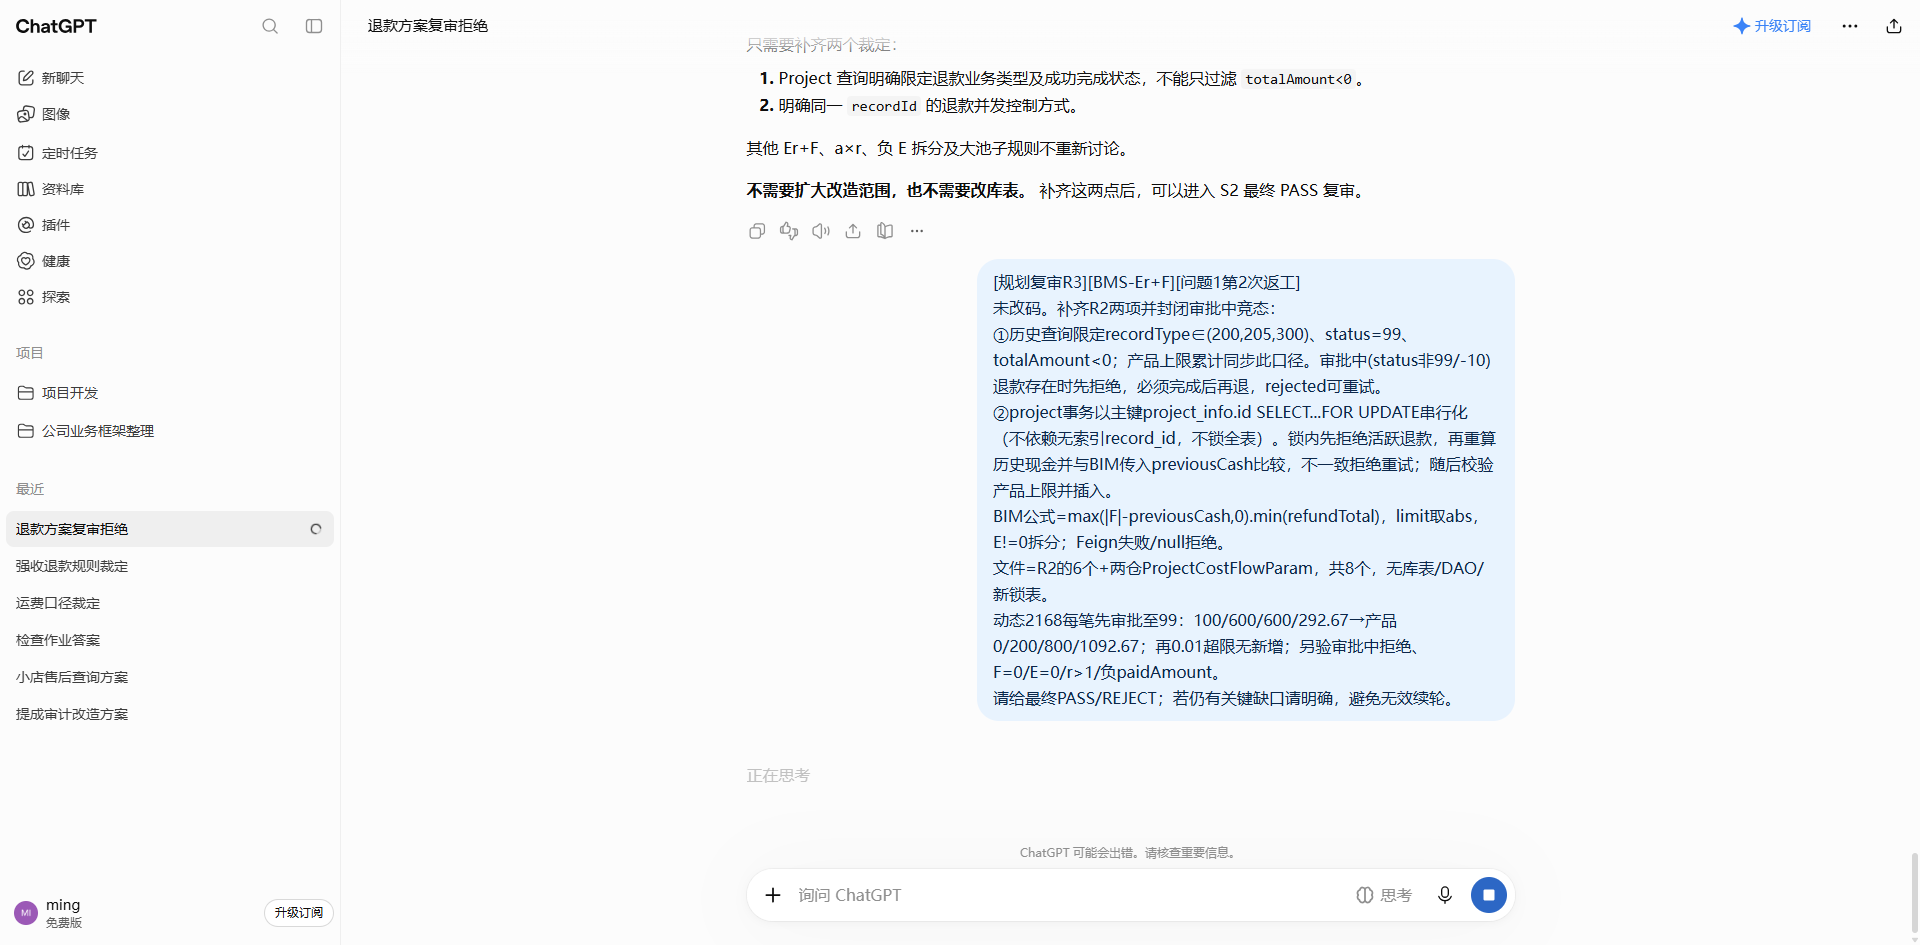 ChatGPT
新聊天
图像
定时任务
资料库
插件
健康
探索
项目
项目开发
公司业务框架整理
最近
退款方案复审拒绝
强收退款规则裁定
运费口径裁定
检查作业答案
小店售后查询方案
提成审计改造方案
MI
ming
免费版
升级订阅
退款方案复审拒绝
升级订阅
只需要补齐两个裁定：
1. Project 查询明确限定退款业务类型及成功完成状态，不能只过滤 totalAmount<0。
2. 明确同一 recordId 的退款并发控制方式。
其他 Er+F、a×r、负 E 拆分及大池子规则不重新讨论。
不需要扩大改造范围，也不需要改库表。 补齐这两点后，可以进入 S2 最终 PASS 复审。
[规划复审R3][BMS-Er+F][问题1第2次返工]
未改码。补齐R2两项并封闭审批中竞态：
①历史查询限定recordType∈(200,205,300)、status=99、
totalAmount<0；产品上限累计同步此口径。审批中(status非99/-10)
退款存在时先拒绝，必须完成后再退，rejected可重试。
②project事务以主键project_info.id SELECT...FOR UPDATE串行化
（不依赖无索引record_id，不锁全表）。锁内先拒绝活跃退款，再重算
历史现金并与BIM传入previousCash比较，不一致拒绝重试；随后校验
产品上限并插入。
BIM公式=max(|F|-previousCash,0).min(refundTotal)，limit取abs，
E!=0拆分；Feign失败/null拒绝。
文件=R2的6个+两仓ProjectCostFlowParam，共8个，无库表/DAO/
新锁表。
动态2168每笔先审批至99：100/600/600/292.67→产品
0/200/800/1092.67；再0.01超限无新增；另验审批中拒绝、
F=0/E=0/r>1/负paidAmount。
请给最终PASS/REJECT；若仍有关键缺口请明确，避免无效续轮。
正在思考
ChatGPT 可能会出错。请核查重要信息。
询问 ChatGPT
思考